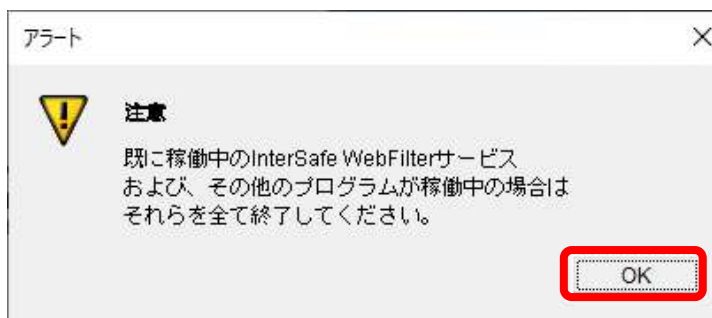 アラート
注意
既に稼働中のInterSafe WebFilterサービス
および、その他のプログラムが稼働中の場合は
それらを全て終了してください。
OK